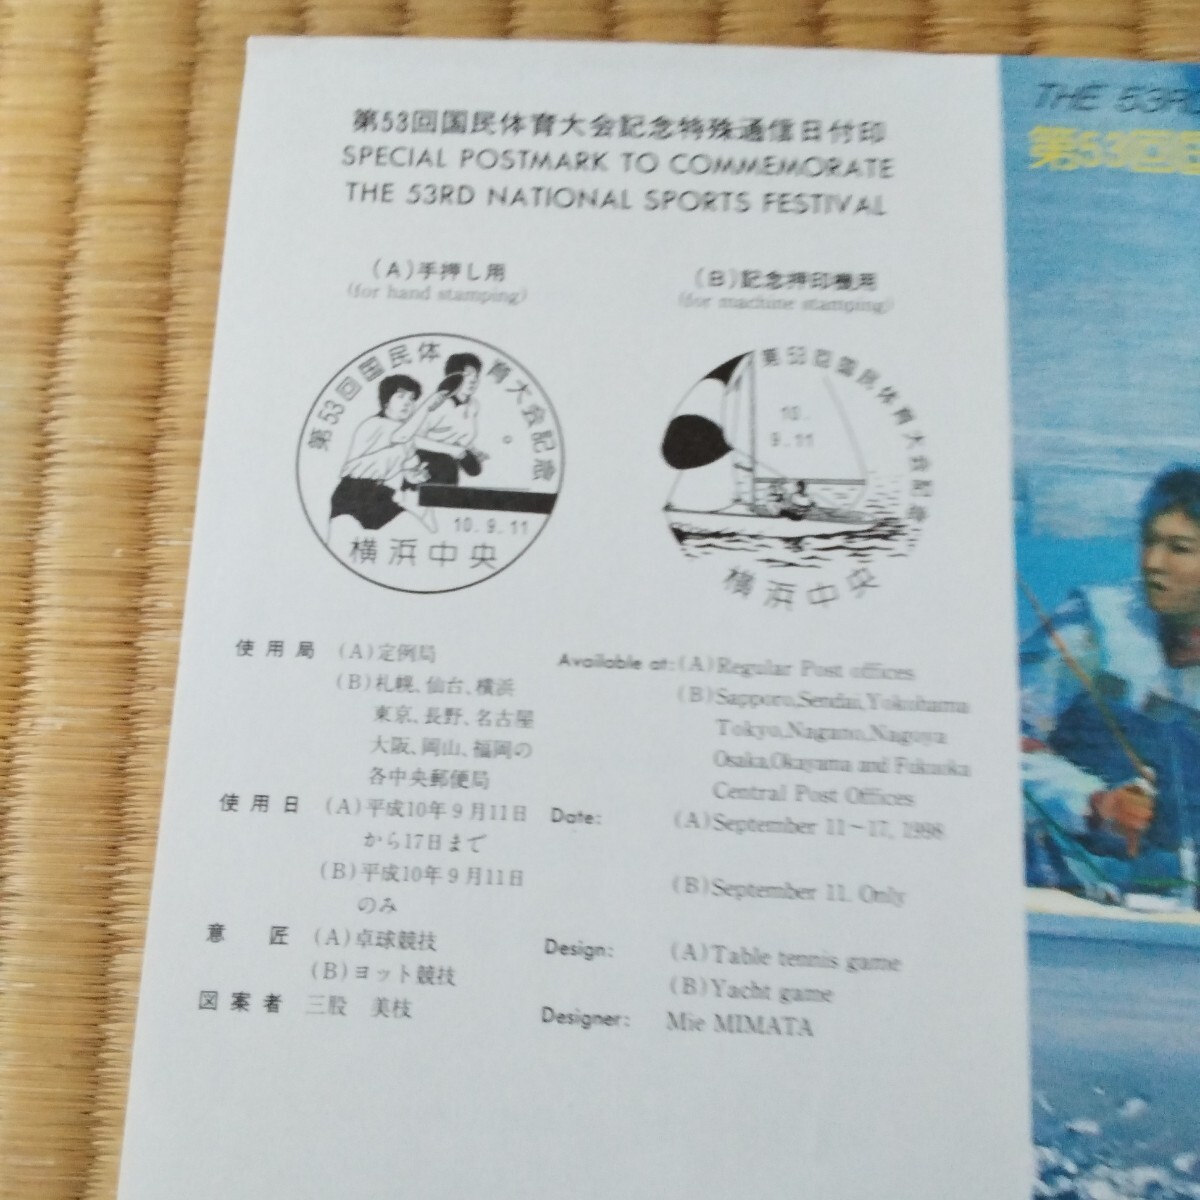 第53回国民体育大会記念特殊通信日付印
SPECIAL POSTMARK TO COMMEMORATE
THE 53RD NATIONAL SPORTS FESTIVAL
(A)手押し用
(for hand stamping)
(B)記念押印機用
(for machine stamping)
第53回国民体育大会記念
10.9.11
横浜中央
第53回国民体育大会記念
10.
9.11
横浜中央
使用局 (A)定例局
(B)札幌、仙台、横浜
東京、長野、名古屋
大阪、岡山、福岡の
各中央郵便局
使用日 (A)平成10年9月11日
から17日まで
(B)平成10年9月11日
のみ
意匠 (A)卓球競技
(B)ヨット競技
図案者 三股 美枝
Available at: (A)Regular Post offices
(B)Sapporo,Sendai,Yokohama
Tokyo,Nagano,Nagoya
Osaka,Okayama and Fukuoka
Central Post Offices
Date: (A)September 11~17, 1998
(B)September 11. Only
Design: (A)Table tennis game
(B)Yacht game
Designer: Mie MIMATA
THE 53R
第53回